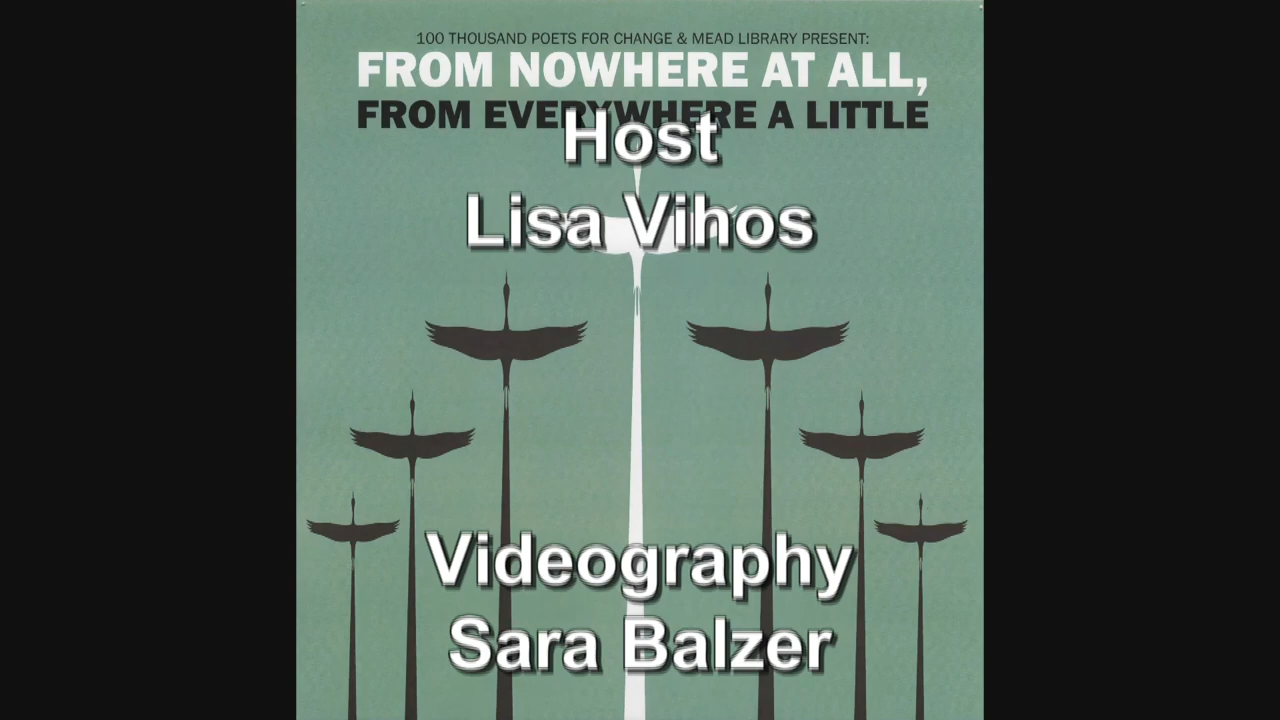 100 THOUSAND POETS FOR CHANGE & MEAD LIBRARY PRESENT:
FROM NOWHERE AT ALL,
FROM EVERYWHERE A LITTLE
Host
Lisa Vihos
Videography
Sara Balzer